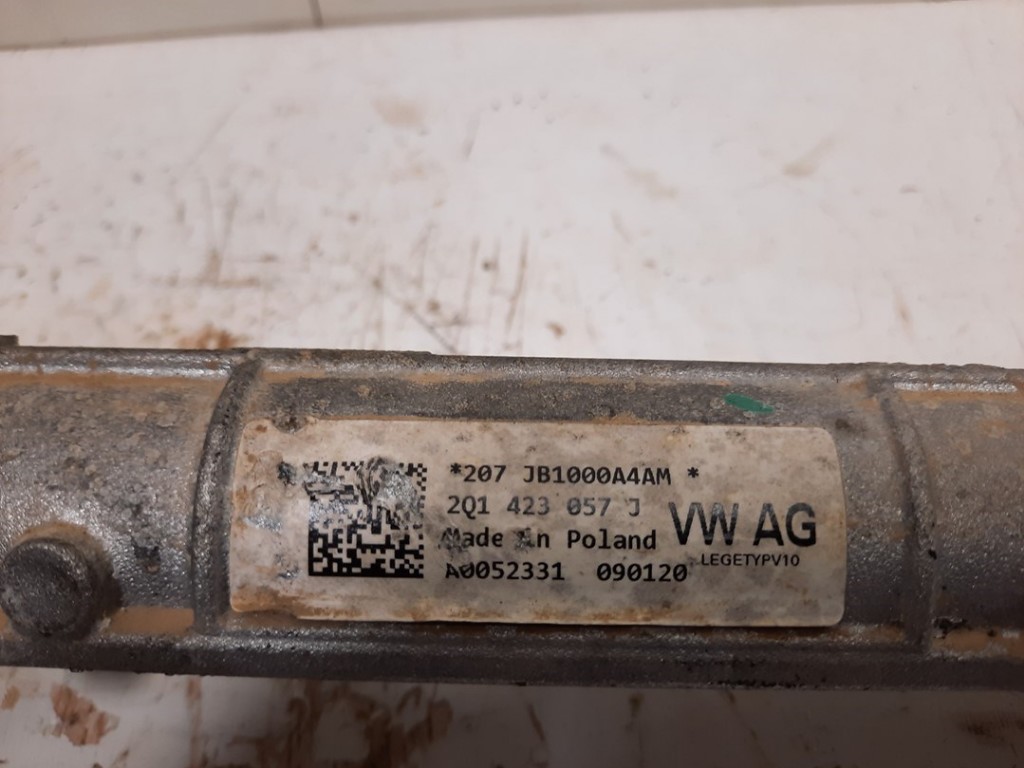 *207 JB1000A4AM *
2Q1 423 057 J
Made in Poland
VW AG
LEGETYPV10
A0052331 090120